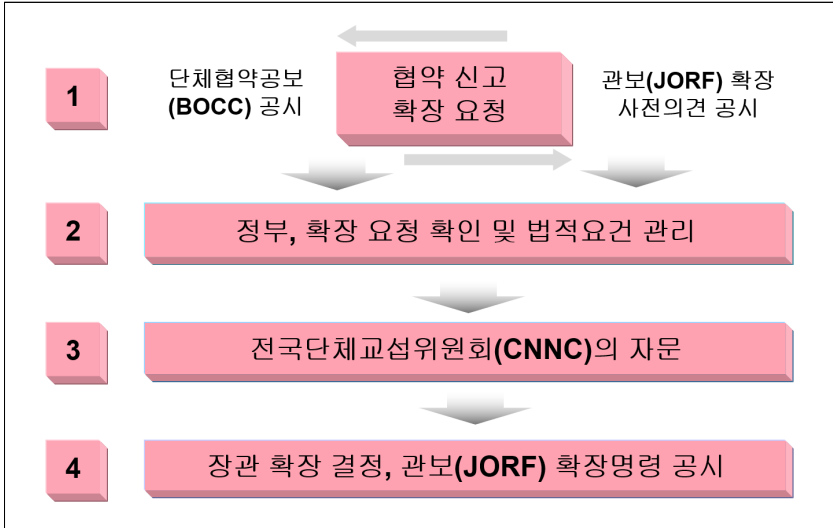 1
단체협약공보
(BOCC) 공시
협약 신고
확장 요청
관보(JORF) 확장
사전의견 공시
2
정부, 확장 요청 확인 및 법적요건 관리
3
전국단체교섭위원회(CNNC)의 자문
4
장관 확장 결정, 관보(JORF) 확장명령 공시